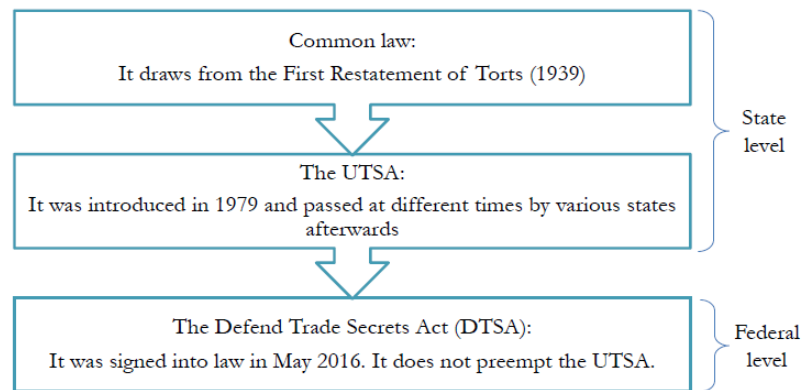 Common law:
It draws from the First Restatement of Torts (1939)
State
level
The UTSA:
It was introduced in 1979 and passed at different times by various states
afterwards
The Defend Trade Secrets Act (DTSA):
It was signed into law in May 2016. It does not preempt the UTSA.
Federal
level